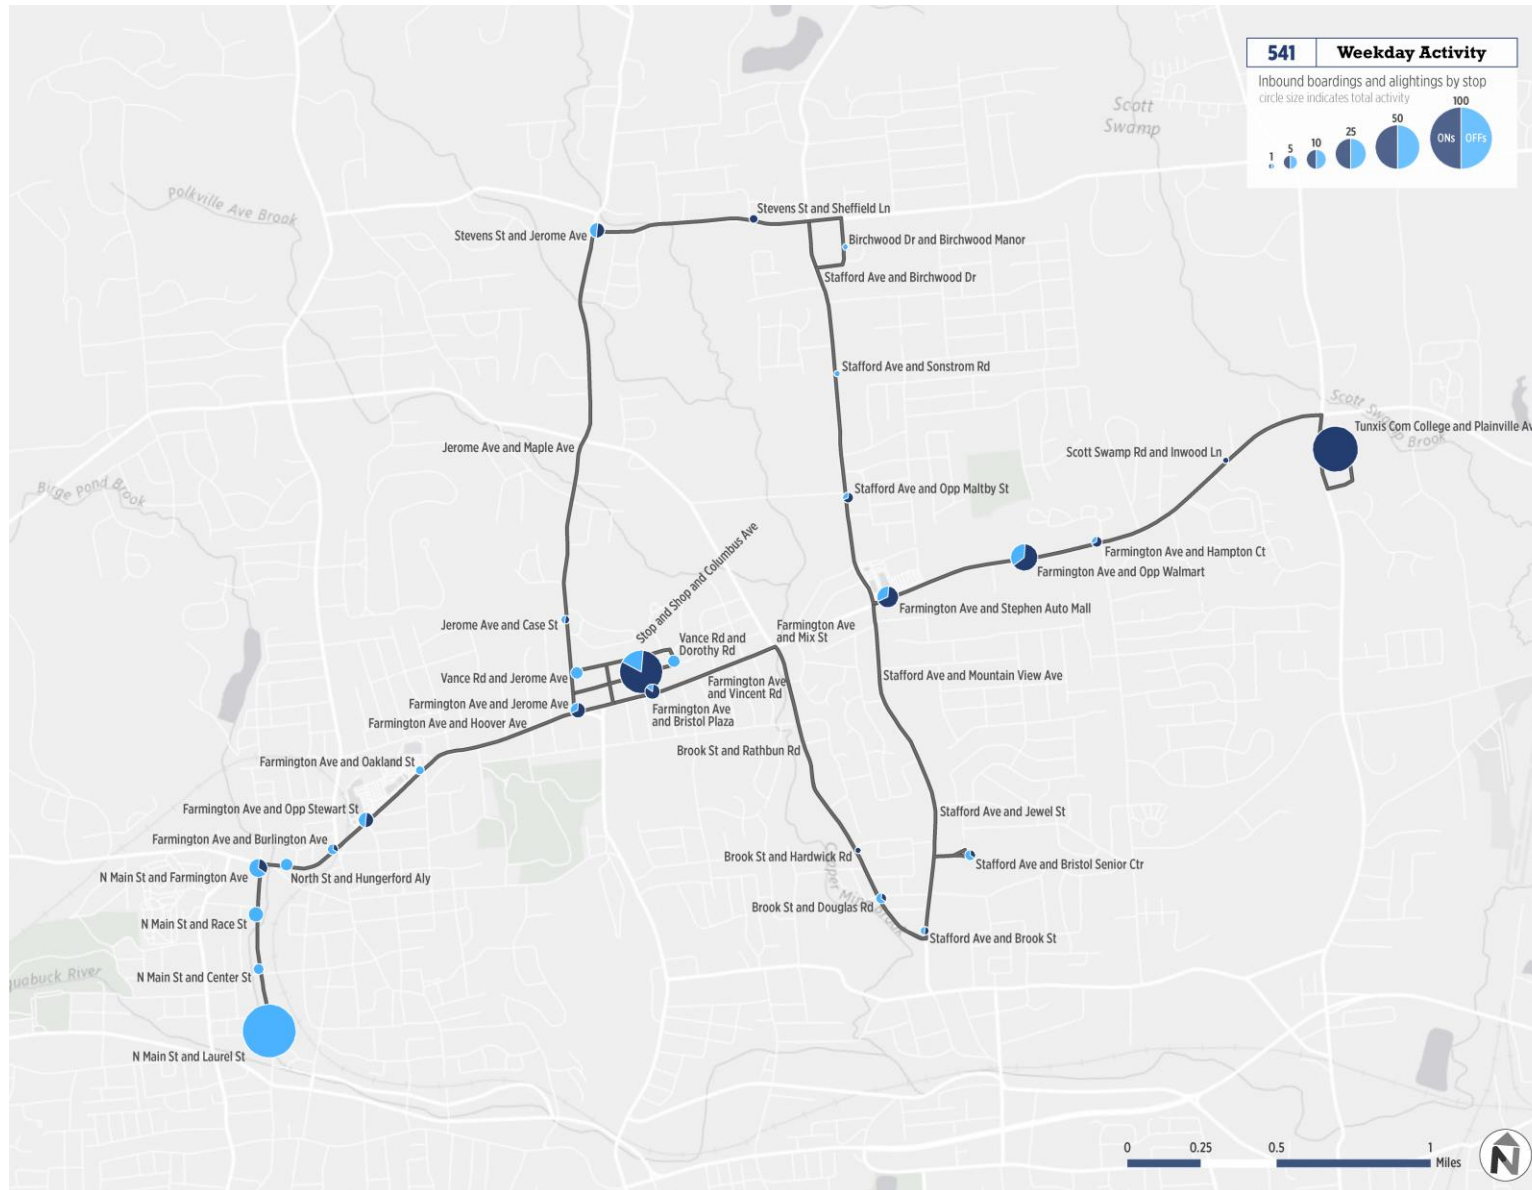 541 Weekday Activity
Inbound boardings and alightings by stop
circle size indicates total activity
1 5 10 25 50 100
ONs OFFs
Scott
Swamp
Polkville Ave Brook
Stevens St and Sheffield Ln
Stevens St and Jerome Ave
Birchwood Dr and Birchwood Manor
Stafford Ave and Birchwood Dr
Stafford Ave and Sonstrom Rd
Scott Swamp Brook
Tunxis Com College and Plainville Av
Jerome Ave and Maple Ave
Scott Swamp Rd and Inwood Ln
Birge Pond Brook
Stafford Ave and Opp Maltby St
Farmington Ave and Hampton Ct
Farmington Ave and Opp Walmart
Stop and Shop and Columbus Ave
Farmington Ave and Stephen Auto Mall
Jerome Ave and Case St
Farmington Ave
and Mix St
Vance Rd and
Dorothy Rd
Vance Rd and Jerome Ave
Stafford Ave and Mountain View Ave
Farmington Ave
and Vincent Rd
Farmington Ave and Jerome Ave
Farmington Ave
and Bristol Plaza
Farmington Ave and Hoover Ave
Brook St and Rathbun Rd
Farmington Ave and Oakland St
Farmington Ave and Opp Stewart St
Stafford Ave and Jewel St
Farmington Ave and Burlington Ave
Brook St and Hardwick Rd
Stafford Ave and Bristol Senior Ctr
N Main St and Farmington Ave
North St and Hungerford Aly
Copper Mine Brook
Brook St and Douglas Rd
N Main St and Race St
Stafford Ave and Brook St
quabuck River
N Main St and Center St
N Main St and Laurel St
0 0.25 0.5 1
Miles
N